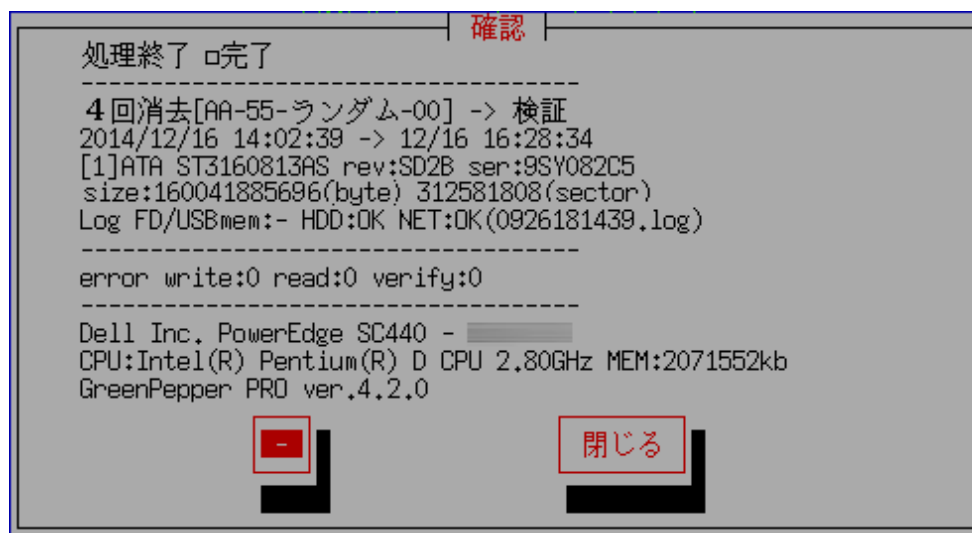 確認
処理終了 □完了
------------------------------------
4回消去[AA-55-ランダム-00] -> 検証
2014/12/16 14:02:39 -> 12/16 16:28:34
[1]ATA ST3160813AS rev:SD2B ser:9SY082C5
size:160041885696(byte) 312581808(sector)
Log FD/USBmem:- HDD:OK NET:OK(0926181439.log)
------------------------------------
error write:0 read:0 verify:0
------------------------------------
Dell Inc. PowerEdge SC440 -
CPU:Intel(R) Pentium(R) D CPU 2.80GHz MEM:2071552kb
GreenPepper PRO ver.4.2.0
- 閉じる